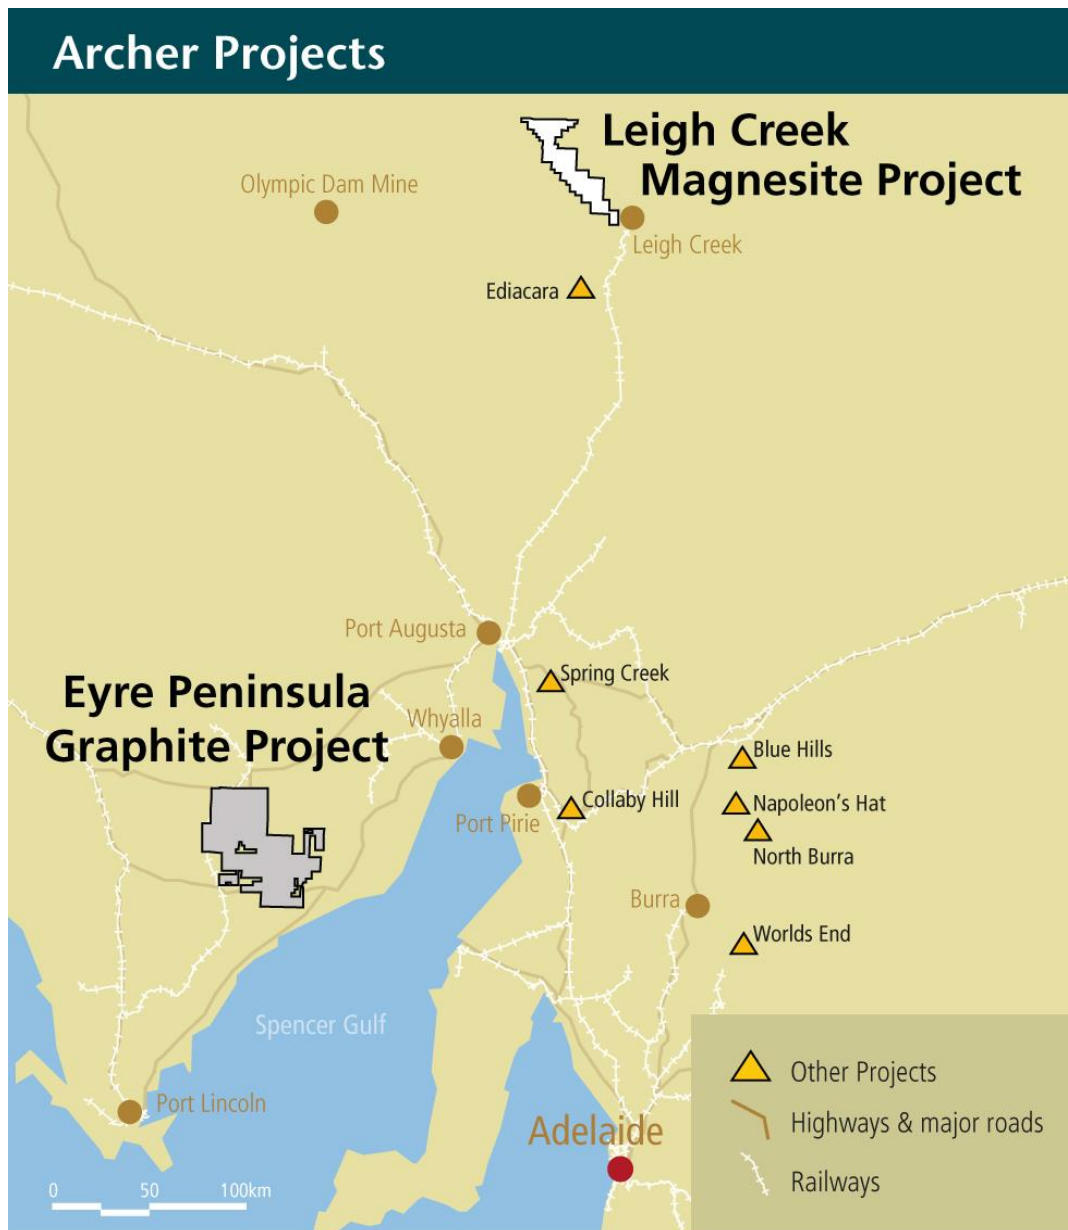 Archer Projects
Leigh Creek
Magnesite Project
Olympic Dam Mine
Leigh Creek
Ediacara
Port Augusta
Spring Creek
Eyre Peninsula
Graphite Project
Whyalla
Blue Hills
Collaby Hill
Napoleon's Hat
Port Pirie
North Burra
Burra
Worlds End
Spencer Gulf
Other Projects
Port Lincoln
Highways & major roads
Adelaide
Railways
0 50 100km